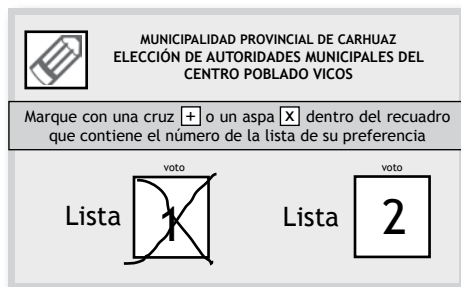 MUNICIPALIDAD PROVINCIAL DE CARHUAZ
ELECCIÓN DE AUTORIDADES MUNICIPALES DEL
CENTRO POBLADO VICOS
Marque con una cruz + o un aspa X dentro del recuadro
que contiene el número de la lista de su preferencia
voto voto
Lista 1 Lista 2